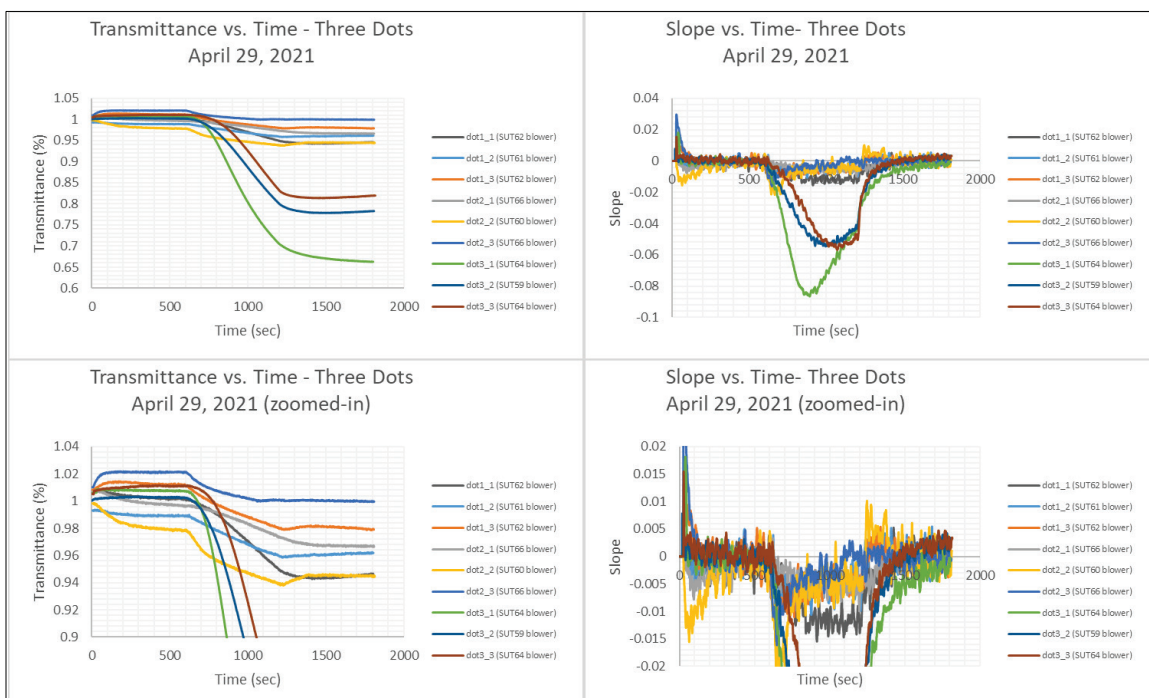 Transmittance vs. Time - Three Dots
April 29, 2021
Transmittance (%)
1.05
1
0.95
0.9
0.85
0.8
0.75
0.7
0.65
0.6
0
500
1000
1500
2000
Time (sec)
dot1_1 (SUT62 blower)
dot1_2 (SUT61 blower)
dot1_3 (SUT62 blower)
dot2_1 (SUT66 blower)
dot2_2 (SUT60 blower)
dot2_3 (SUT66 blower)
dot3_1 (SUT64 blower)
dot3_2 (SUT59 blower)
dot3_3 (SUT64 blower)
Slope vs. Time- Three Dots
April 29, 2021
Slope
0.04
0.02
0
-0.02
-0.04
-0.06
-0.08
-0.1
0
500
1000
1500
2000
Time (sec)
dot1_1 (SUT62 blower)
dot1_2 (SUT61 blower)
dot1_3 (SUT62 blower)
dot2_1 (SUT66 blower)
dot2_2 (SUT60 blower)
dot2_3 (SUT66 blower)
dot3_1 (SUT64 blower)
dot3_2 (SUT59 blower)
dot3_3 (SUT64 blower)
Transmittance vs. Time - Three Dots
April 29, 2021 (zoomed-in)
Transmittance (%)
1.04
1.02
1
0.98
0.96
0.94
0.92
0.9
0
500
1000
1500
2000
Time (sec)
dot1_1 (SUT62 blower)
dot1_2 (SUT61 blower)
dot1_3 (SUT62 blower)
dot2_1 (SUT66 blower)
dot2_2 (SUT60 blower)
dot2_3 (SUT66 blower)
dot3_1 (SUT64 blower)
dot3_2 (SUT59 blower)
dot3_3 (SUT64 blower)
Slope vs. Time- Three Dots
April 29, 2021 (zoomed-in)
Slope
0.02
0.015
0.01
0.005
0
-0.005
-0.01
-0.015
-0.02
0
500
1000
1500
2000
Time (sec)
dot1_1 (SUT62 blower)
dot1_2 (SUT61 blower)
dot1_3 (SUT62 blower)
dot2_1 (SUT66 blower)
dot2_2 (SUT60 blower)
dot2_3 (SUT66 blower)
dot3_1 (SUT64 blower)
dot3_2 (SUT59 blower)
dot3_3 (SUT64 blower)